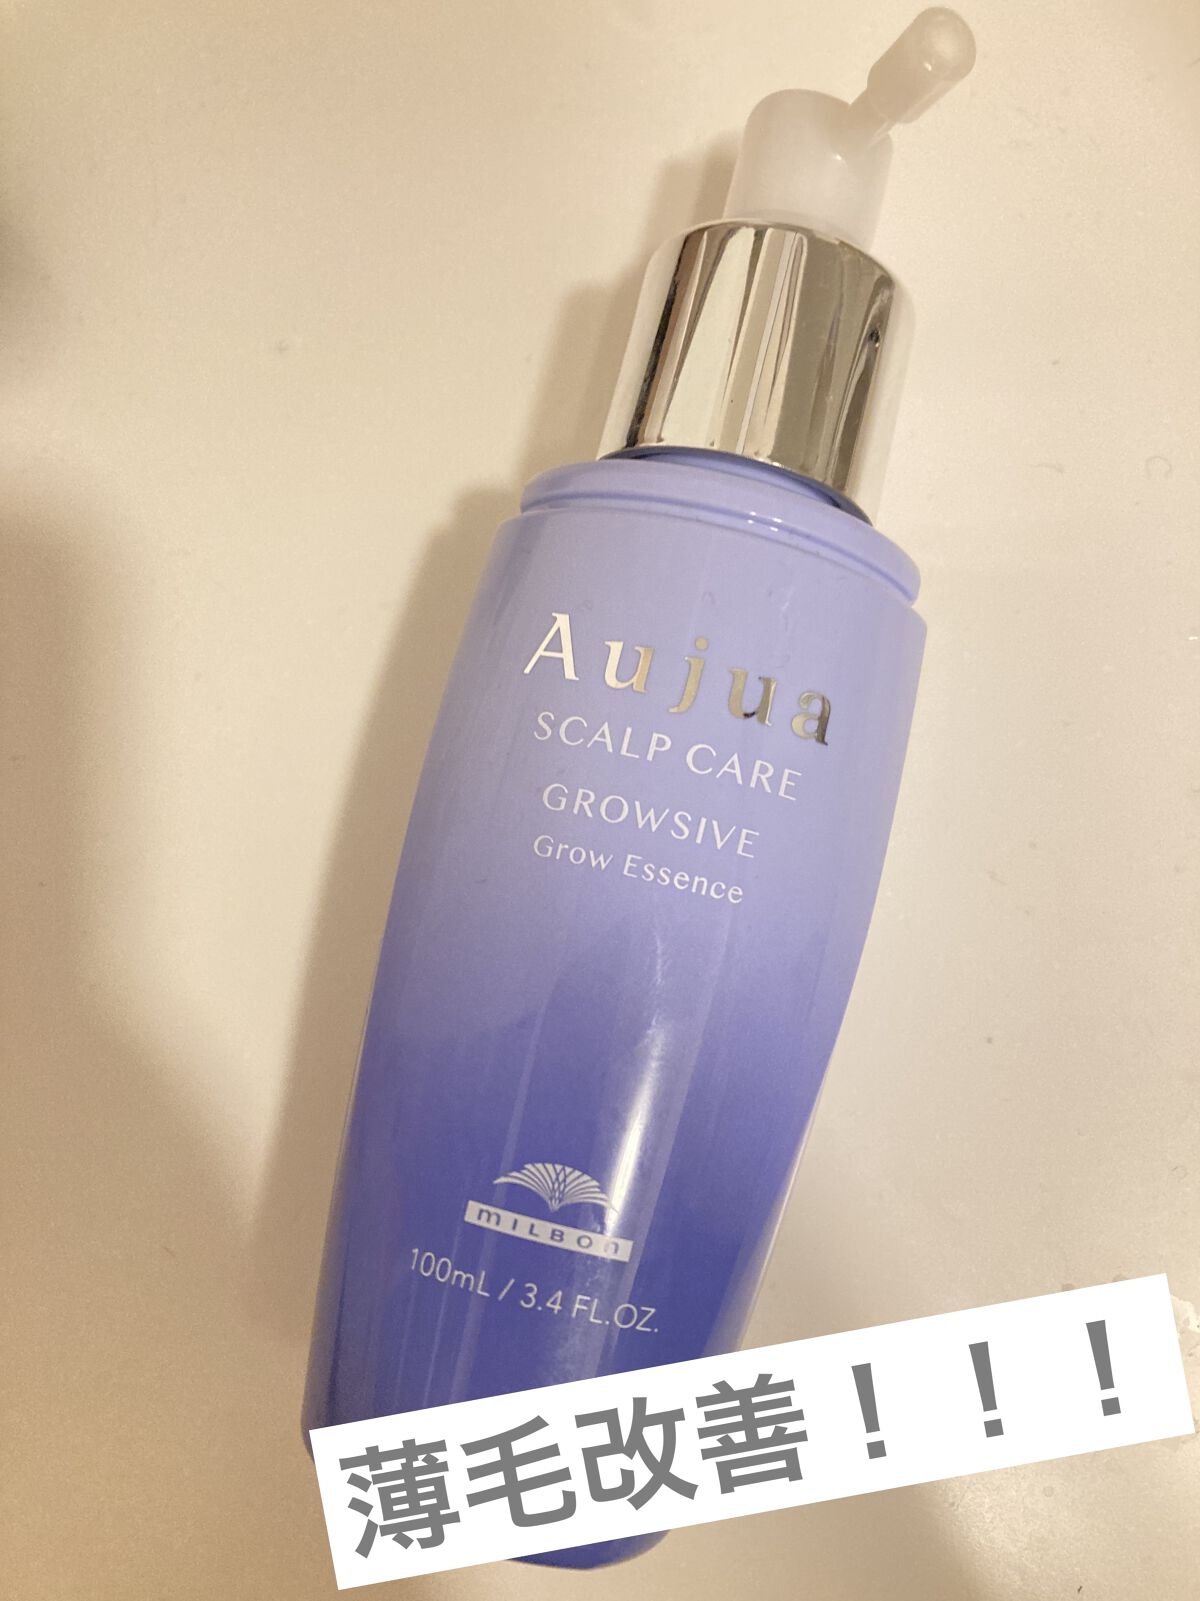 Aujua
SCALP CARE
GROWSIVE
Grow Essence
mILBOn
100mL / 3.4 FL.OZ.
薄毛改善！！！